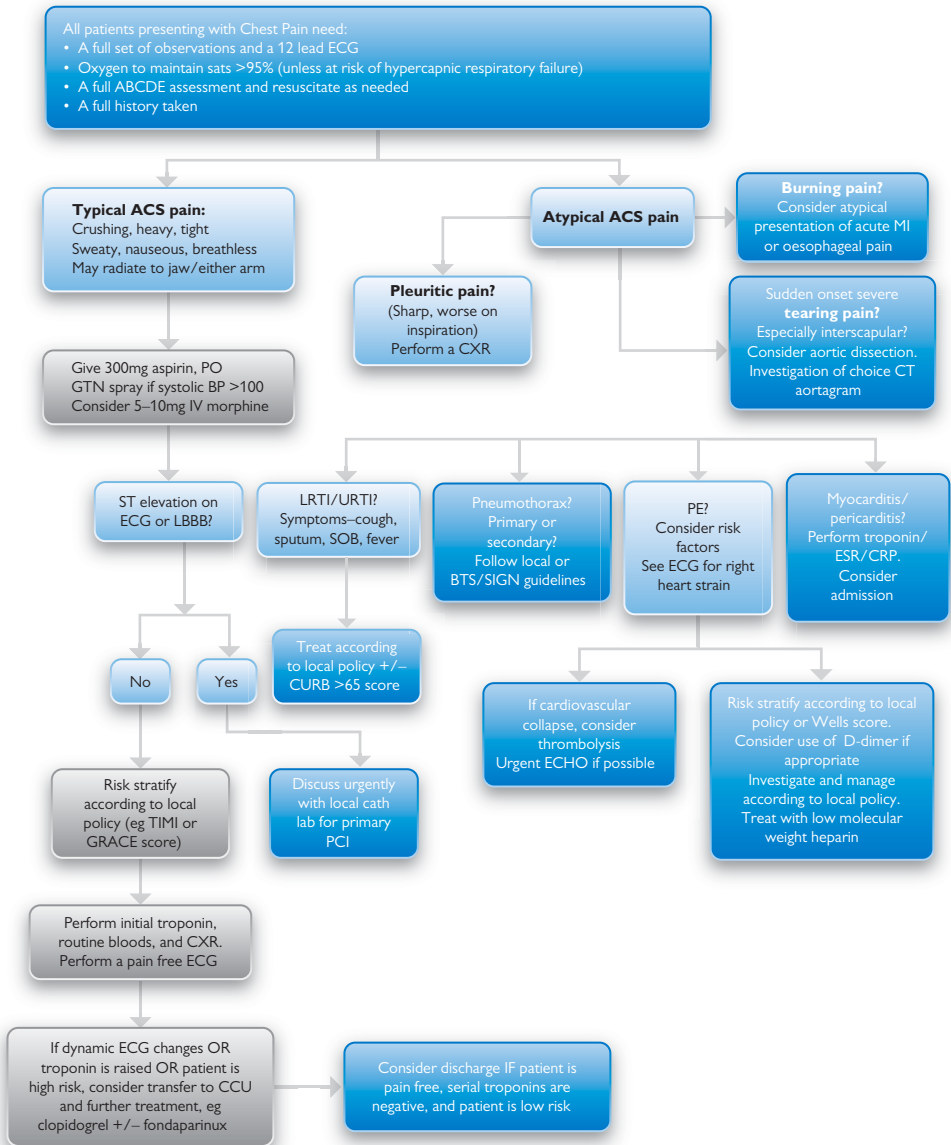 All patients presenting with Chest Pain need:
• A full set of observations and a 12 lead ECG
• Oxygen to maintain sats >95% (unless at risk of hypercapnic respiratory failure)
• A full ABCDE assessment and resuscitate as needed
• A full history taken
Typical ACS pain:
Crushing, heavy, tight
Sweaty, nauseous, breathless
May radiate to jaw/either arm
Atypical ACS pain
Burning pain?
Consider atypical
presentation of acute MI
or oesophageal pain
Pleuritic pain?
(Sharp, worse on
inspiration)
Perform a CXR
Sudden onset severe
tearing pain?
Especially interscapular?
Consider aortic dissection.
Investigation of choice CT
aortagram
Give 300mg aspirin, PO
GTN spray if systolic BP >100
Consider 5–10mg IV morphine
ST elevation on
ECG or LBBB?
LRTI/URTI?
Symptoms–cough,
sputum, SOB, fever
Pneumothorax?
Primary or
secondary?
Follow local or
BTS/SIGN guidelines
PE?
Consider risk
factors
See ECG for right
heart strain
Myocarditis/
pericarditis?
Perform troponin/
ESR/CRP.
Consider
admission
No
Yes
Treat according
to local policy +/–
CURB >65 score
If cardiovascular
collapse, consider
thrombolysis
Urgent ECHO if possible
Risk stratify according to local
policy or Wells score.
Consider use of D-dimer if
appropriate
Investigate and manage
according to local policy.
Treat with low molecular
weight heparin
Risk stratify
according to local
policy (eg TIMI or
GRACE score)
Discuss urgently
with local cath
lab for primary
PCI
Perform initial troponin,
routine bloods, and CXR.
Perform a pain free ECG
If dynamic ECG changes OR
troponin is raised OR patient is
high risk, consider transfer to CCU
and further treatment, eg
clopidogrel +/– fondaparinux
Consider discharge IF patient is
pain free, serial troponins are
negative, and patient is low risk